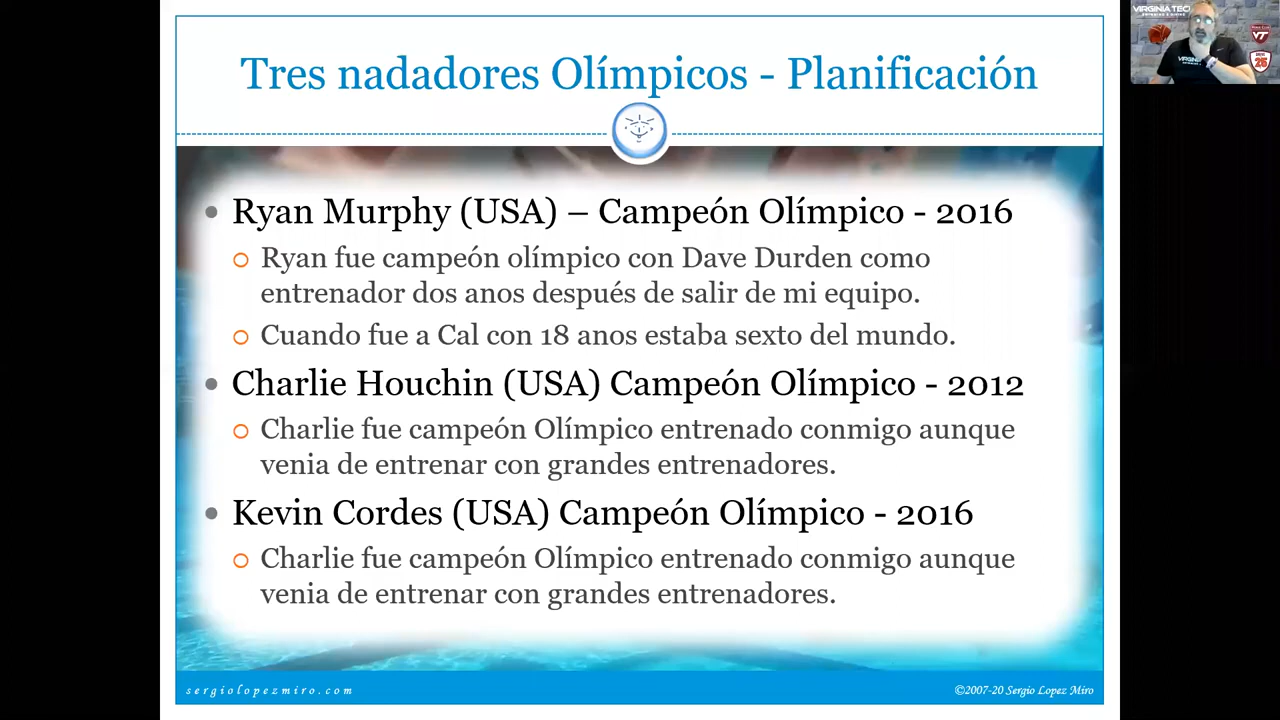 Tres nadadores Olímpicos - Planificación
Ryan Murphy (USA) – Campeón Olímpico - 2016
Ryan fue campeón olímpico con Dave Durden como
entrenador dos anos después de salir de mi equipo.
Cuando fue a Cal con 18 anos estaba sexto del mundo.
Charlie Houchin (USA) Campeón Olímpico - 2012
Charlie fue campeón Olímpico entrenado conmigo aunque
venia de entrenar con grandes entrenadores.
Kevin Cordes (USA) Campeón Olímpico - 2016
Charlie fue campeón Olímpico entrenado conmigo aunque
venia de entrenar con grandes entrenadores.
sergiolopezmiro.com
©2007-20 Sergio Lopez Miro
VIRGINIA TECH
VT